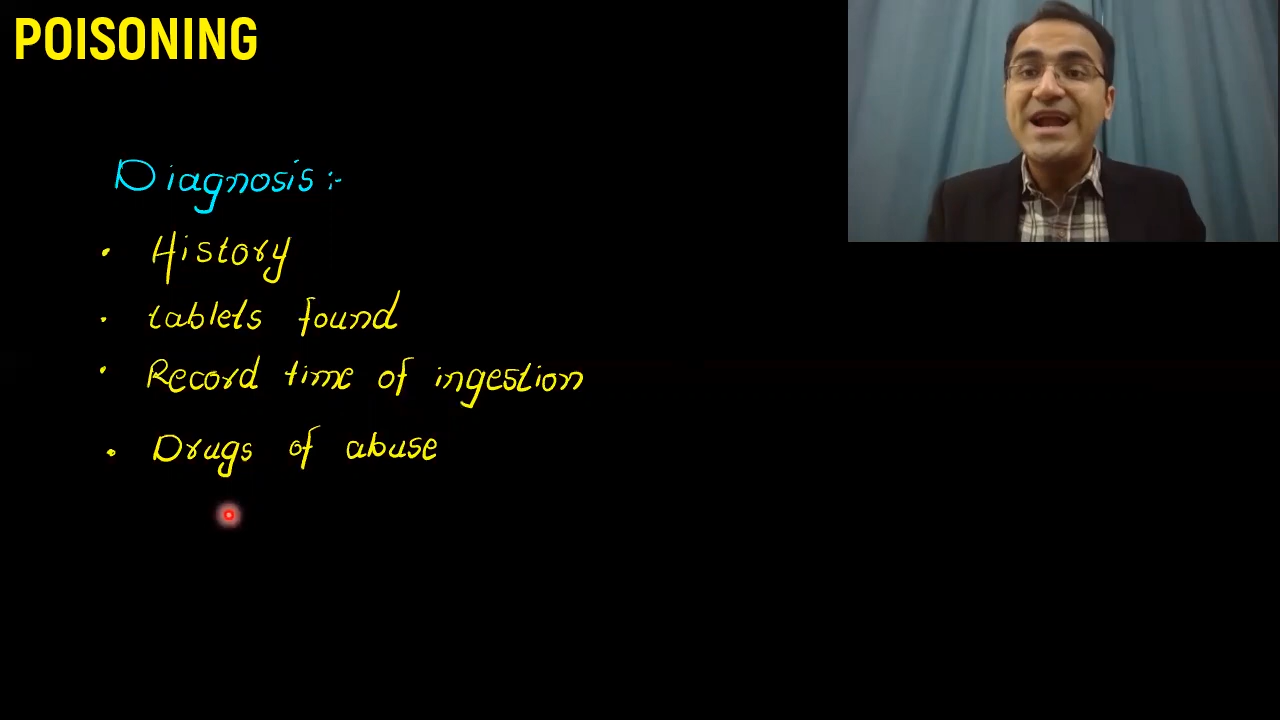 POISONING
Diagnosis :-
• History
• tablets found
• Record time of ingestion
• Drugs of abuse